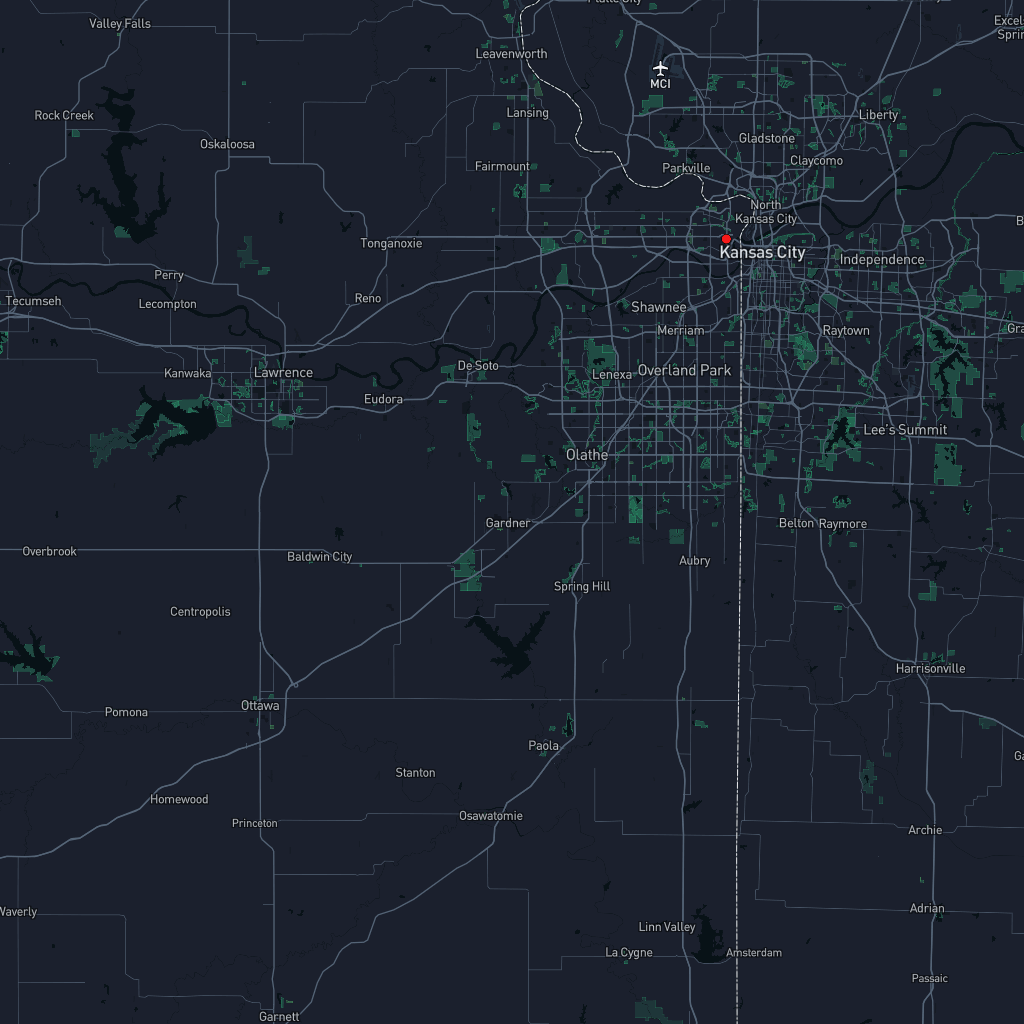 Valley Falls
Leavenworth
MCI
Rock Creek
Lansing
Liberty
Oskaloosa
Gladstone
Fairmount
Parkville
Claycomo
North
Kansas City
Tonganoxie
Kansas City
Independence
Perry
Tecumseh
Lecompton
Reno
Shawnee
Merriam
Raytown
Kanwaka
Lawrence
De Soto
Lenexa
Overland Park
Eudora
Lee's Summit
Olathe
Gardner
Belton
Raymore
Overbrook
Baldwin City
Aubry
Spring Hill
Centropolis
Harrisonville
Ottawa
Pomona
Paola
Stanton
Homewood
Osawatomie
Princeton
Archie
Waverly
Adrian
Linn Valley
La Cygne
Amsterdam
Passaic
Garnett